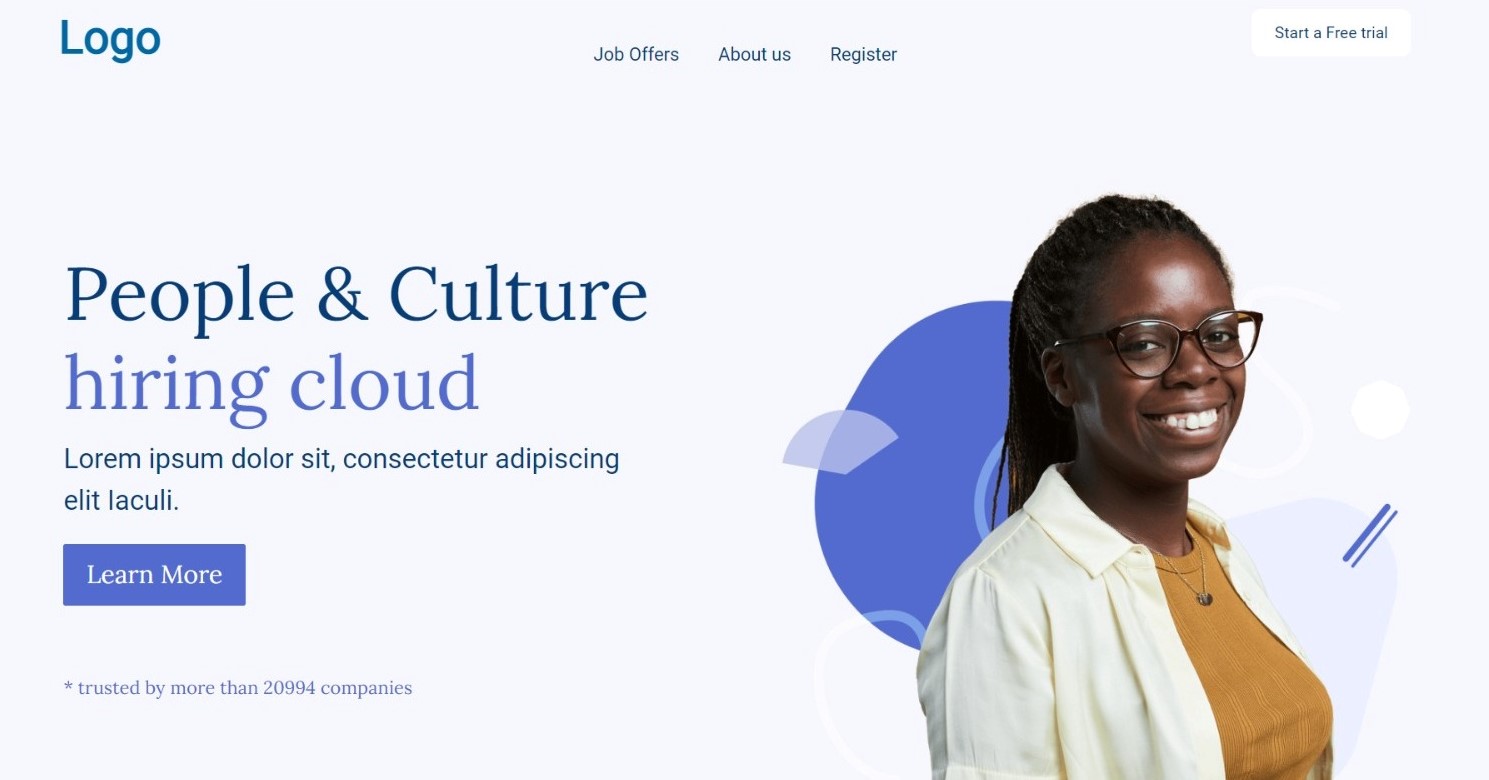 Logo
Job Offers About us Register
Start a Free trial
People & Culture
hiring cloud
Lorem ipsum dolor sit, consectetur adipiscing
elit Iaculi.
Learn More
* trusted by more than 20994 companies